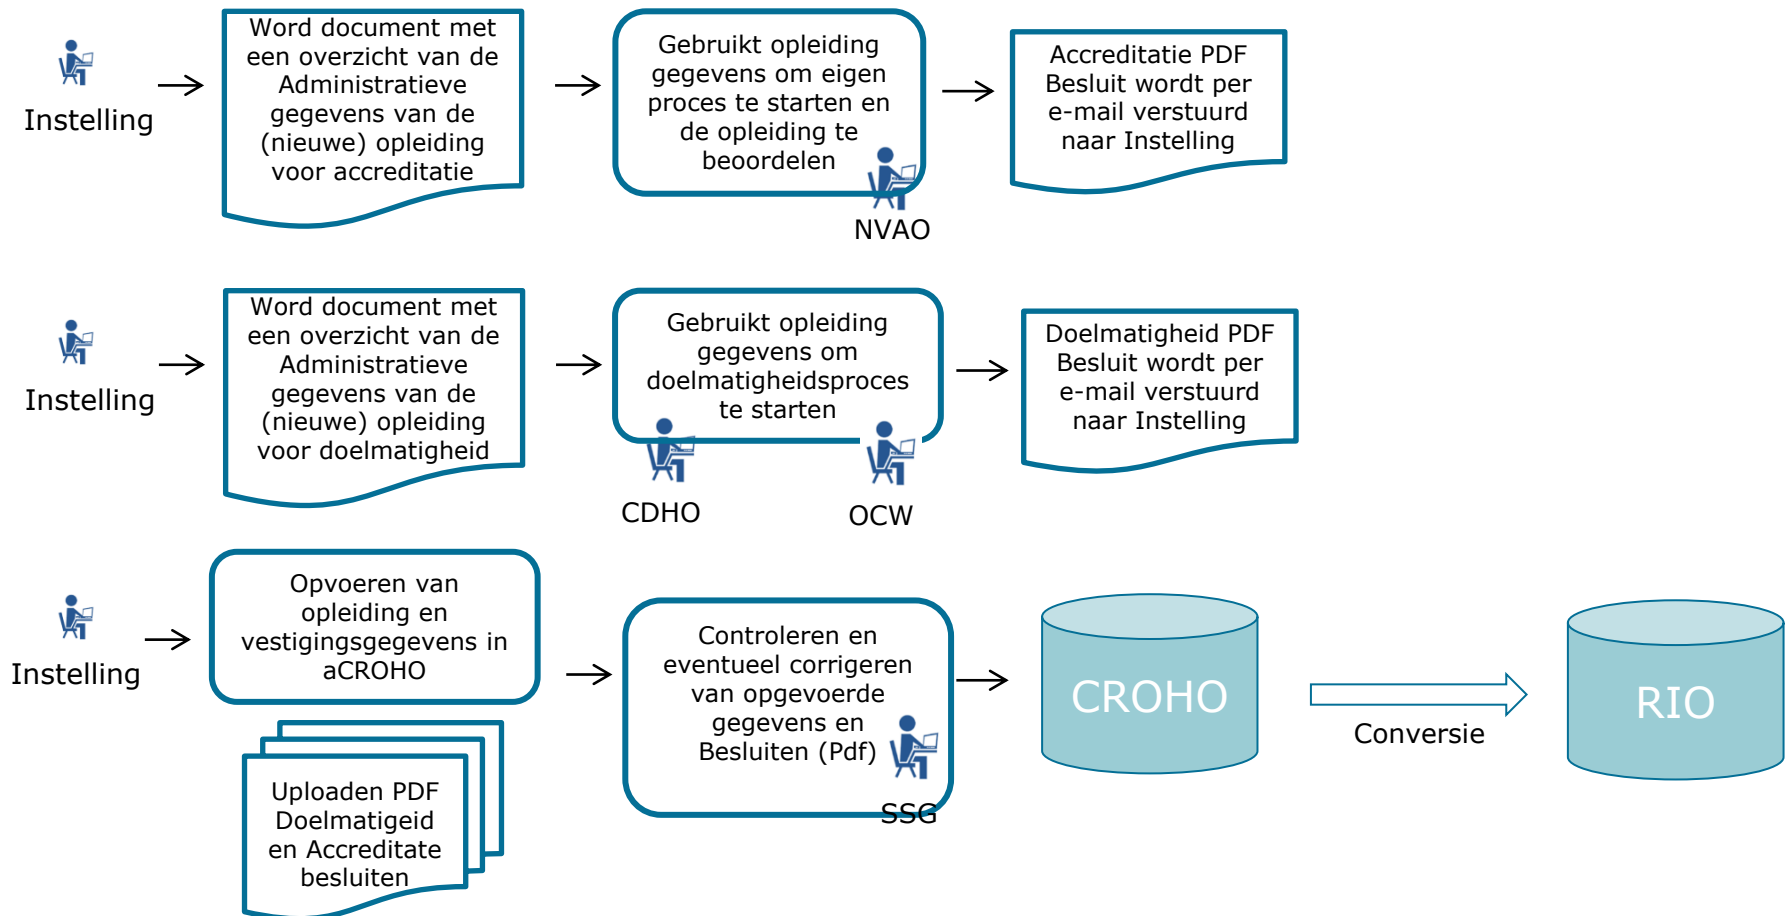 Instelling
Word document met
een overzicht van de
Administratieve
gegevens van de
(nieuwe) opleiding
voor accreditatie
Gebruikt opleiding
gegevens om eigen
proces te starten en
de opleiding te
beoordelen
NVAO
Accreditatie PDF
Besluit wordt per
e-mail verstuurd
naar Instelling
Instelling
Word document met
een overzicht van de
Administratieve
gegevens van de
(nieuwe) opleiding
voor doelmatigheid
Gebruikt opleiding
gegevens om
doelmatigheidsproces
te starten
CDHO
OCW
Doelmatigheid PDF
Besluit wordt per
e-mail verstuurd
naar Instelling
Instelling
Opvoeren van
opleiding en
vestigingsgegevens in
aCROHO
Uploaden PDF
Doelmatigeid
en Accreditate
besluiten
Controleren en
eventueel corrigeren
van opgevoerde
gegevens en
Besluiten (Pdf)
SSG
CROHO
Conversie
RIO